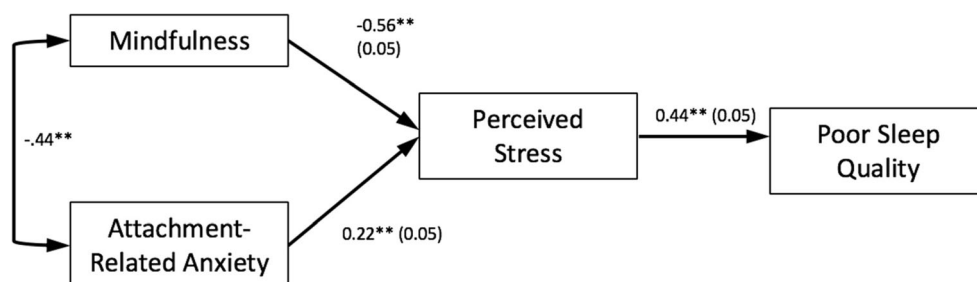 Mindfulness
-0.56**
(0.05)
-.44**
Perceived
Stress
0.44** (0.05)
Poor Sleep
Quality
Attachment-
Related Anxiety
0.22** (0.05)